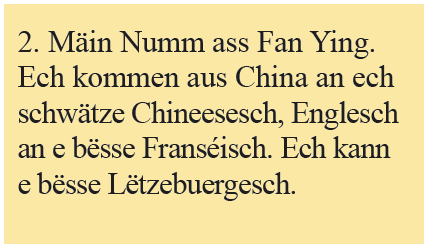 2. Mäin Numm ass Fan Ying.
Ech kommen aus China an ech
schwätze Chineesesch, Englesch
an e bësse Franséisch. Ech kann
e bësse Lëtzebuergesch.